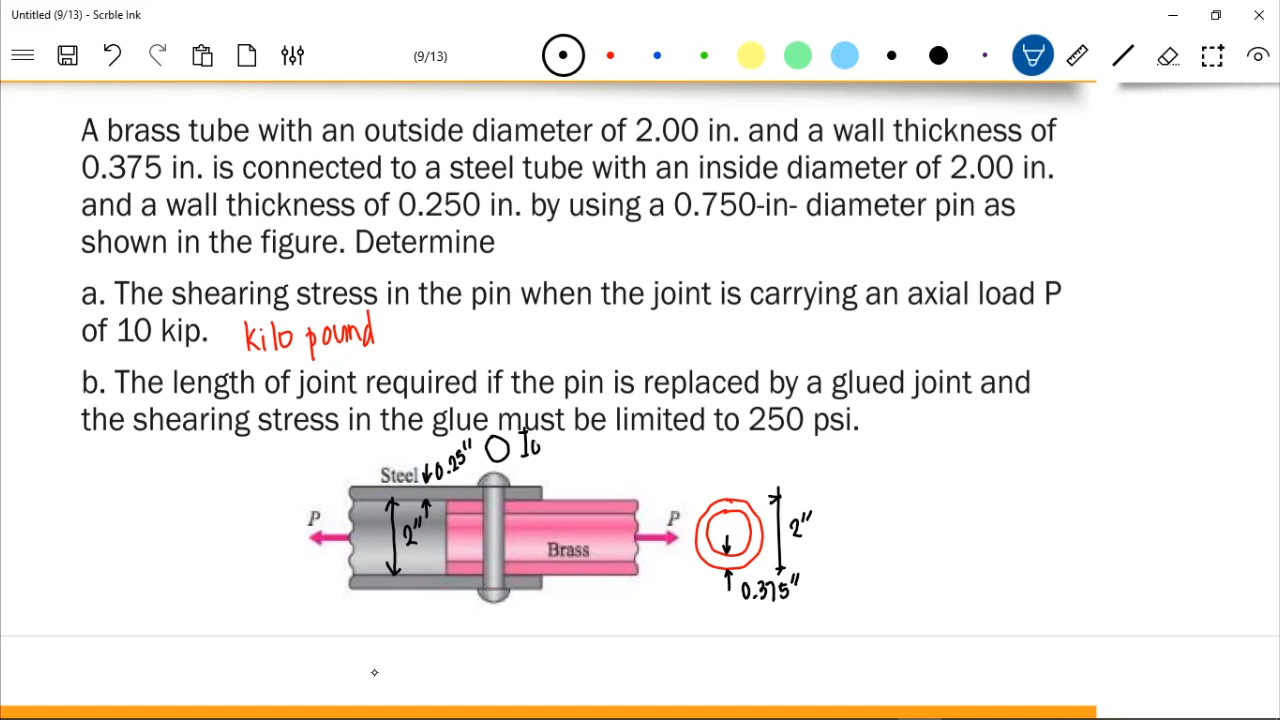 Untitled (9/13) - Scrble Ink
(9/13)
A brass tube with an outside diameter of 2.00 in. and a wall thickness of
0.375 in. is connected to a steel tube with an inside diameter of 2.00 in.
and a wall thickness of 0.250 in. by using a 0.750-in- diameter pin as
shown in the figure. Determine
a. The shearing stress in the pin when the joint is carrying an axial load P
of 10 kip. kilo pound
b. The length of joint required if the pin is replaced by a glued joint and
the shearing stress in the glue must be limited to 250 psi.
Steel 0.25"
P 2" P 2"
Brass
0.375"